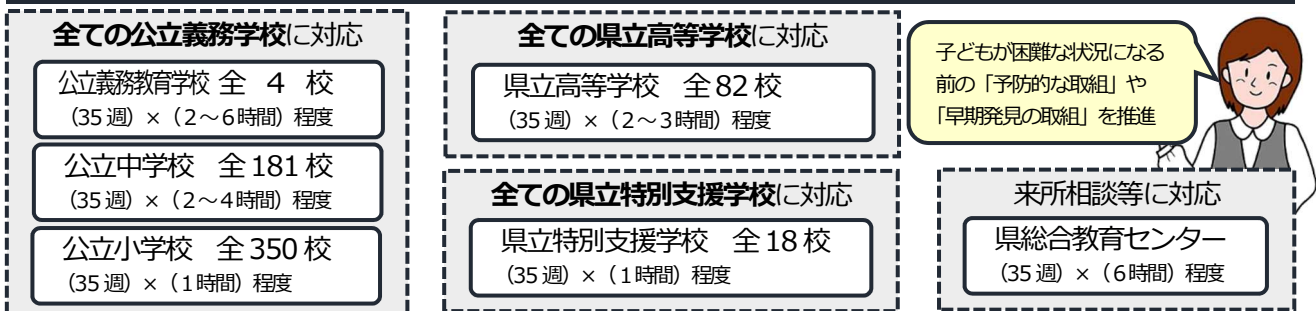 全ての公立義務学校に対応
公立義務教育学校 全 4 校
（35週）×（2～6時間）程度
公立中学校 全181校
（35週）×（2～4時間）程度
公立小学校 全350校
（35週）×（1時間）程度
全ての県立高等学校に対応
県立高等学校 全82校
（35週）×（2～3時間）程度
全ての県立特別支援学校に対応
県立特別支援学校 全18校
（35週）×（1時間）程度
子どもが困難な状況になる
前の「予防的な取組」や
「早期発見の取組」を推進
来所相談等に対応
県総合教育センター
（35週）×（6時間）程度